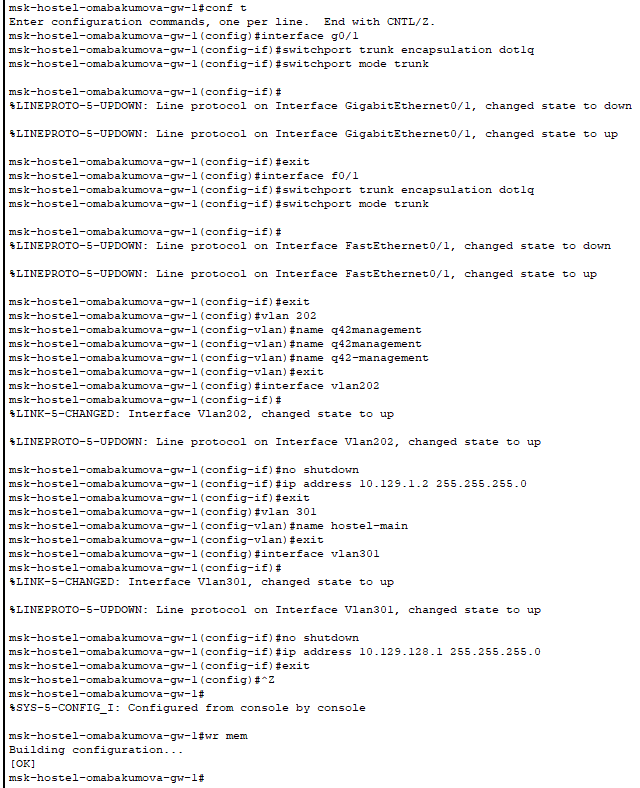 msk-hostel-omabakumova-gw-1#conf t
Enter configuration commands, one per line.  End with CNTL/Z.
msk-hostel-omabakumova-gw-1(config)#interface g0/1
msk-hostel-omabakumova-gw-1(config-if)#switchport trunk encapsulation dot1q
msk-hostel-omabakumova-gw-1(config-if)#switchport mode trunk
msk-hostel-omabakumova-gw-1(config-if)#
%LINEPROTO-5-UPDOWN: Line protocol on Interface GigabitEthernet0/1, changed state to down
%LINEPROTO-5-UPDOWN: Line protocol on Interface GigabitEthernet0/1, changed state to up
msk-hostel-omabakumova-gw-1(config-if)#exit
msk-hostel-omabakumova-gw-1(config)#interface f0/1
msk-hostel-omabakumova-gw-1(config-if)#switchport trunk encapsulation dot1q
msk-hostel-omabakumova-gw-1(config-if)#switchport mode trunk
msk-hostel-omabakumova-gw-1(config-if)#
%LINEPROTO-5-UPDOWN: Line protocol on Interface FastEthernet0/1, changed state to down
%LINEPROTO-5-UPDOWN: Line protocol on Interface FastEthernet0/1, changed state to up
msk-hostel-omabakumova-gw-1(config-if)#exit
msk-hostel-omabakumova-gw-1(config)#vlan 202
msk-hostel-omabakumova-gw-1(config-vlan)#name q42management
msk-hostel-omabakumova-gw-1(config-vlan)#name q42management
msk-hostel-omabakumova-gw-1(config-vlan)#name q42-management
msk-hostel-omabakumova-gw-1(config-vlan)#exit
msk-hostel-omabakumova-gw-1(config)#interface vlan202
msk-hostel-omabakumova-gw-1(config-if)#
%LINK-5-CHANGED: Interface Vlan202, changed state to up
%LINEPROTO-5-UPDOWN: Line protocol on Interface Vlan202, changed state to up
msk-hostel-omabakumova-gw-1(config-if)#no shutdown
msk-hostel-omabakumova-gw-1(config-if)#ip address 10.129.1.2 255.255.255.0
msk-hostel-omabakumova-gw-1(config-if)#exit
msk-hostel-omabakumova-gw-1(config)#vlan 301
msk-hostel-omabakumova-gw-1(config-vlan)#name hostel-main
msk-hostel-omabakumova-gw-1(config-vlan)#exit
msk-hostel-omabakumova-gw-1(config)#interface vlan301
msk-hostel-omabakumova-gw-1(config-if)#
%LINK-5-CHANGED: Interface Vlan301, changed state to up
%LINEPROTO-5-UPDOWN: Line protocol on Interface Vlan301, changed state to up
msk-hostel-omabakumova-gw-1(config-if)#no shutdown
msk-hostel-omabakumova-gw-1(config-if)#ip address 10.129.128.1 255.255.255.0
msk-hostel-omabakumova-gw-1(config-if)#exit
msk-hostel-omabakumova-gw-1(config)#^Z
msk-hostel-omabakumova-gw-1#
%SYS-5-CONFIG_I: Configured from console by console
msk-hostel-omabakumova-gw-1#wr mem
Building configuration...
[OK]
msk-hostel-omabakumova-gw-1#